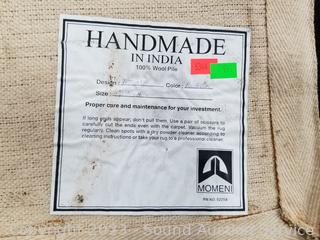 HANDMADE
IN INDIA
100% Wool Pile
Design:
Color:
Size:
Proper care and maintenance for your investment.
If long yarns appear, don't pull them. Use a pair of scissors to
carefully cut the ends even with the carpet. Vacuum the rug
regularly. Clean spots with a dry powder cleaner according to
cleaning instructions or take your rug to a professional cleaner.
MOMENI
Copyright 2023 - Sound Auction Service